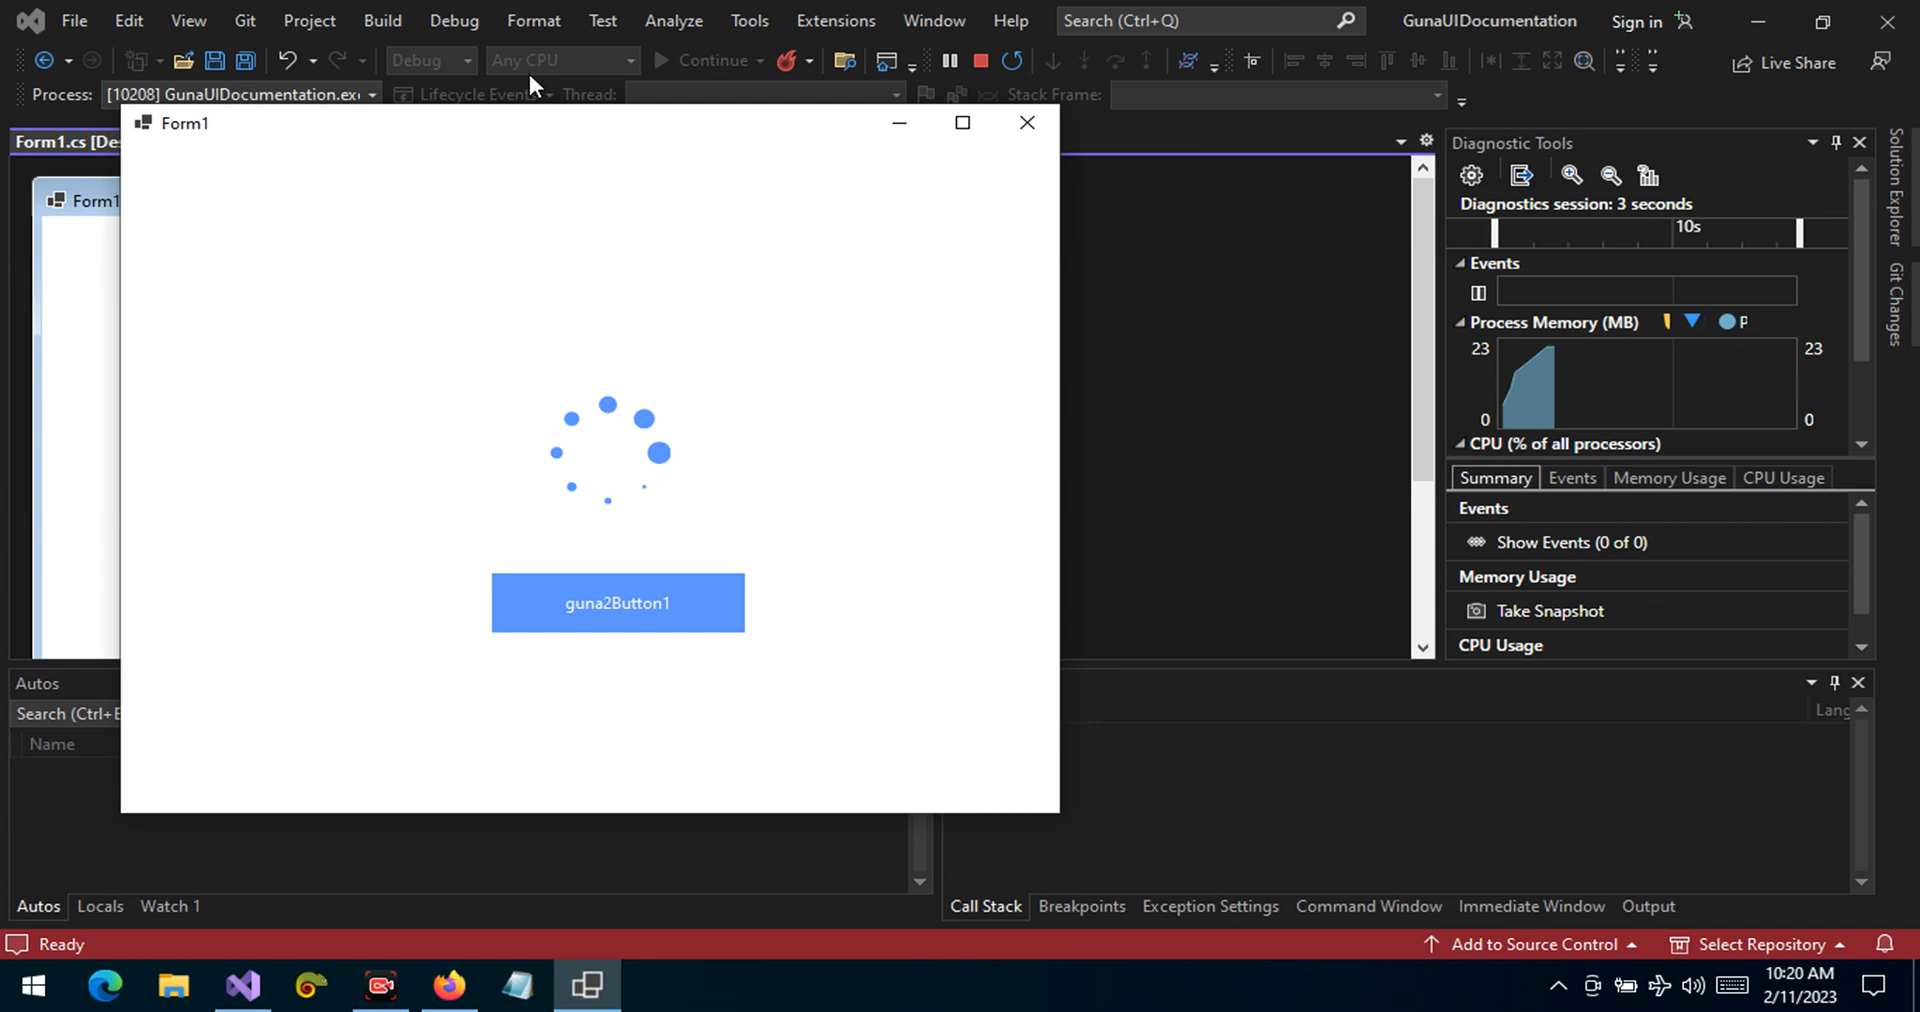 File Edit View Git Project Build Debug Format Test Analyze Tools Extensions Window Help Search (Ctrl+Q) GunaUIDocumentation Sign in
Debug Any CPU Continue Live Share
Process: [10208] GunaUIDocumentation.ex Lifecycle Event Thread: Stack Frame:
Form1
Form1.cs [De
Form1
guna2Button1
Diagnostic Tools
Diagnostics session: 3 seconds
10s
Events
Process Memory (MB) P
23 23
0 0
CPU (% of all processors)
Summary Events Memory Usage CPU Usage
Events
Show Events (0 of 0)
Memory Usage
Take Snapshot
CPU Usage
Solution Explorer
Git Changes
Autos
Search (Ctrl+E
Name
Lang
Autos Locals Watch 1
Call Stack Breakpoints Exception Settings Command Window Immediate Window Output
Ready Add to Source Control Select Repository
10:20 AM
2/11/2023